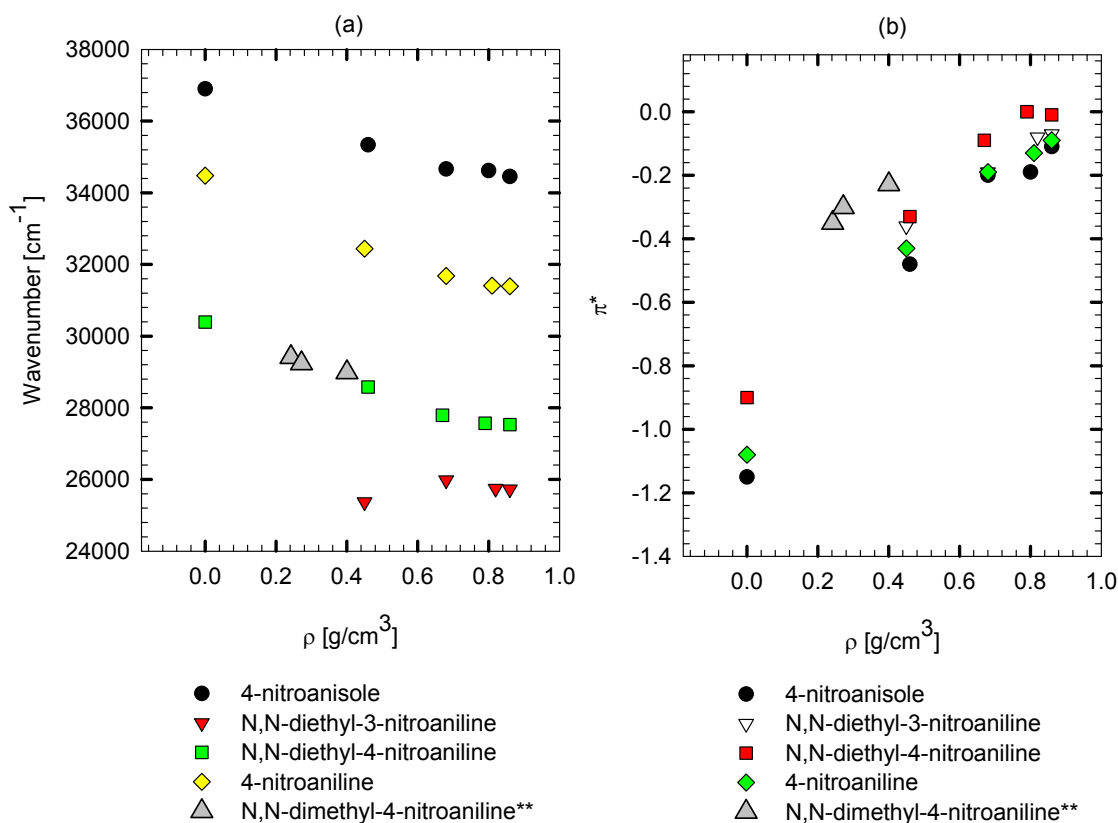 (a)
38000
36000
34000
32000
30000
28000
26000
24000
Wavenumber [cm⁻¹]
0.0 0.2 0.4 0.6 0.8 1.0
ρ [g/cm³]
4-nitroanisole
N,N-diethyl-3-nitroaniline
N,N-diethyl-4-nitroaniline
4-nitroaniline
N,N-dimethyl-4-nitroaniline**
(b)
0.0
-0.2
-0.4
-0.6
-0.8
-1.0
-1.2
-1.4
π*
0.0 0.2 0.4 0.6 0.8 1.0
ρ [g/cm³]
4-nitroanisole
N,N-diethyl-3-nitroaniline
N,N-diethyl-4-nitroaniline
4-nitroaniline
N,N-dimethyl-4-nitroaniline**